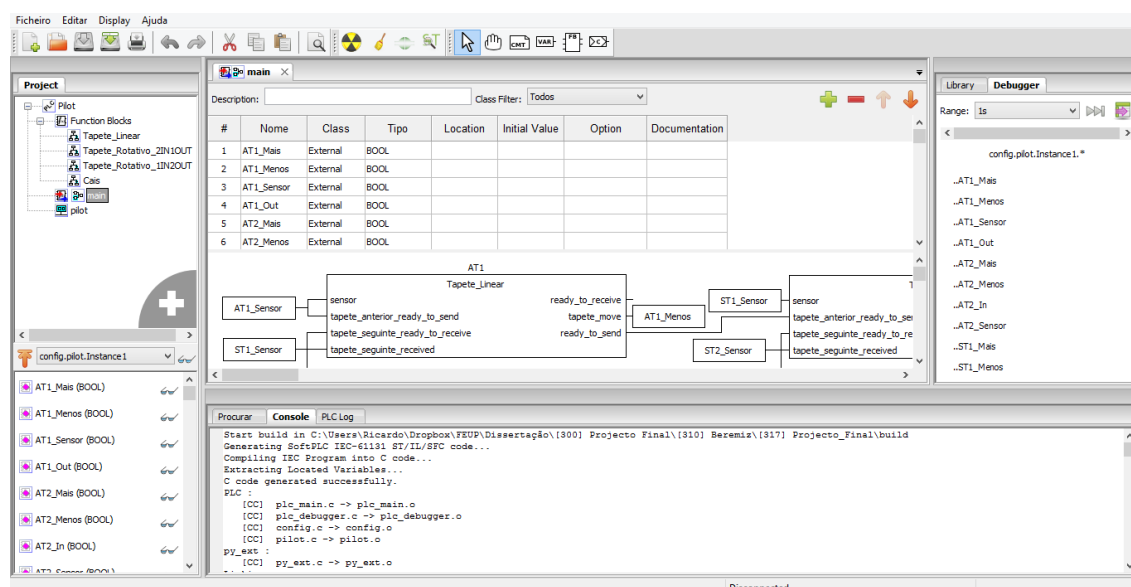 Ficheiro Editar Display Ajuda
CMT VAR FB
Project
Pilot
Function Blocks
Tapete_Linear
Tapete_Rotativo_2IN1OUT
Tapete_Rotativo_1IN2OUT
Cais
main
pilot
config.pilot.Instance1
AT1_Mais (BOOL)
AT1_Menos (BOOL)
AT1_Sensor (BOOL)
AT1_Out (BOOL)
AT2_Mais (BOOL)
AT2_Menos (BOOL)
AT2_In (BOOL)
AT2_Sensor (BOOL)
main
Description: Class Filter: Todos
# Nome Class Tipo Location Initial Value Option Documentation
1 AT1_Mais External BOOL
2 AT1_Menos External BOOL
3 AT1_Sensor External BOOL
4 AT1_Out External BOOL
5 AT2_Mais External BOOL
6 AT2_Menos External BOOL
AT1
Tapete_Linear
AT1_Sensor
ST1_Sensor
sensor
tapete_anterior_ready_to_send
tapete_seguinte_ready_to_receive
tapete_seguinte_received
ready_to_receive
tapete_move
ready_to_send
AT1_Menos
ST1_Sensor
ST2_Sensor
T
sensor
tapete_anterior_ready_to_se
tapete_seguinte_ready_to_re
tapete_seguinte_received
Procurar Console PLC Log
Start build in C:\Users\Ricardo\Dropbox\FEUP\Dissertação\[300] Projecto Final\[310] Beremiz\[317] Projecto_Final\build
Generating SoftPLC IEC-61131 ST/IL/SFC code...
Compiling IEC Program into C code...
Extracting Located Variables...
C code generated successfully.
PLC :
[CC] plc_main.c -> plc_main.o
[CC] plc_debugger.c -> plc_debugger.o
[CC] config.c -> config.o
[CC] pilot.c -> pilot.o
py_ext :
[CC] py_ext.c -> py_ext.o
Library Debugger
Range: 1s
config.pilot.Instance1.*
..AT1_Mais
..AT1_Menos
..AT1_Sensor
..AT1_Out
..AT2_Mais
..AT2_Menos
..AT2_In
..AT2_Sensor
..ST1_Mais
..ST1_Menos